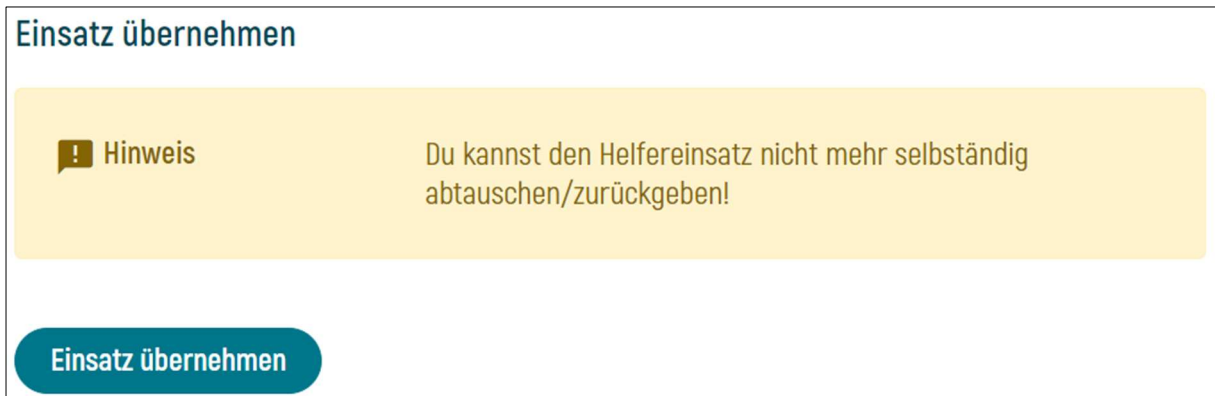 Einsatz übernehmen
Hinweis
Du kannst den Helfereinsatz nicht mehr selbständig
abtauschen/zurückgeben!
Einsatz übernehmen